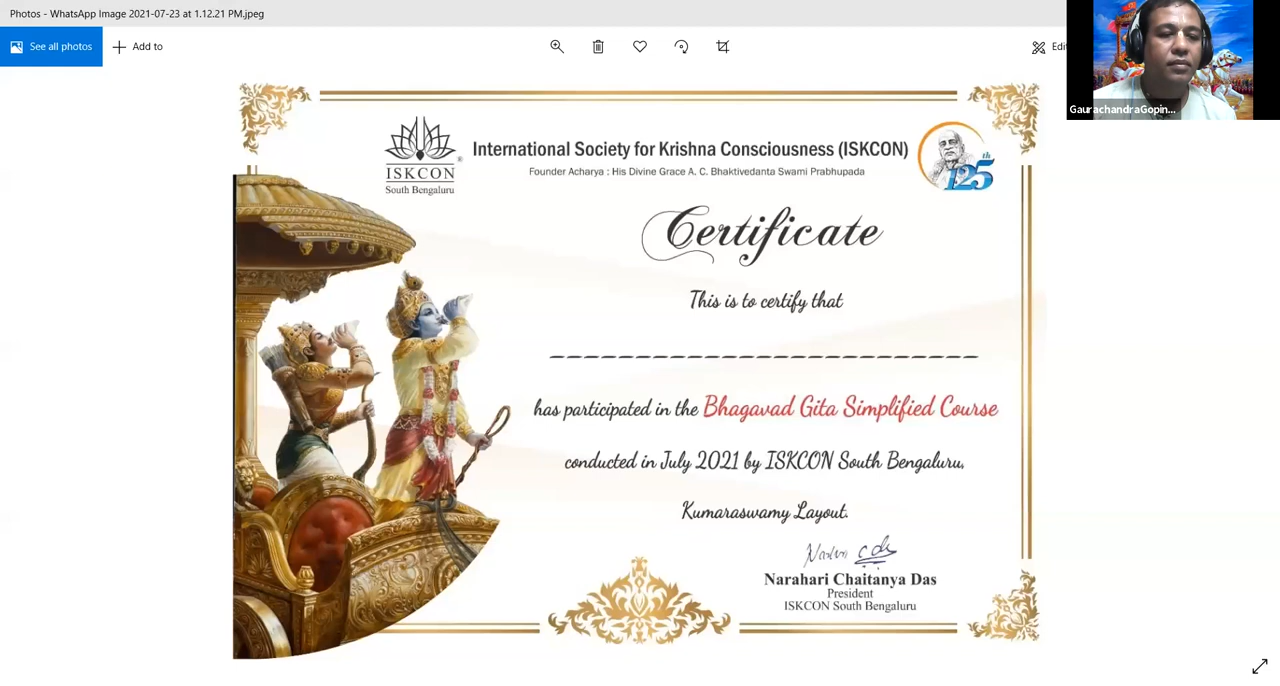 Photos - WhatsApp Image 2021-07-23 at 1.12.21 PM.jpeg
See all photos
Add to
GaurachandraGopin...
ISKCON
South Bengaluru
International Society for Krishna Consciousness (ISKCON)
Founder Acharya : His Divine Grace A. C. Bhaktivedanta Swami Prabhupada
125th
Certificate
This is to certify that
has participated in the Bhagavad Gita Simplified Course
conducted in July 2021 by ISKCON South Bengaluru,
Kumaraswamy Layout.
Narahari Chaitanya Das
President
ISKCON South Bengaluru